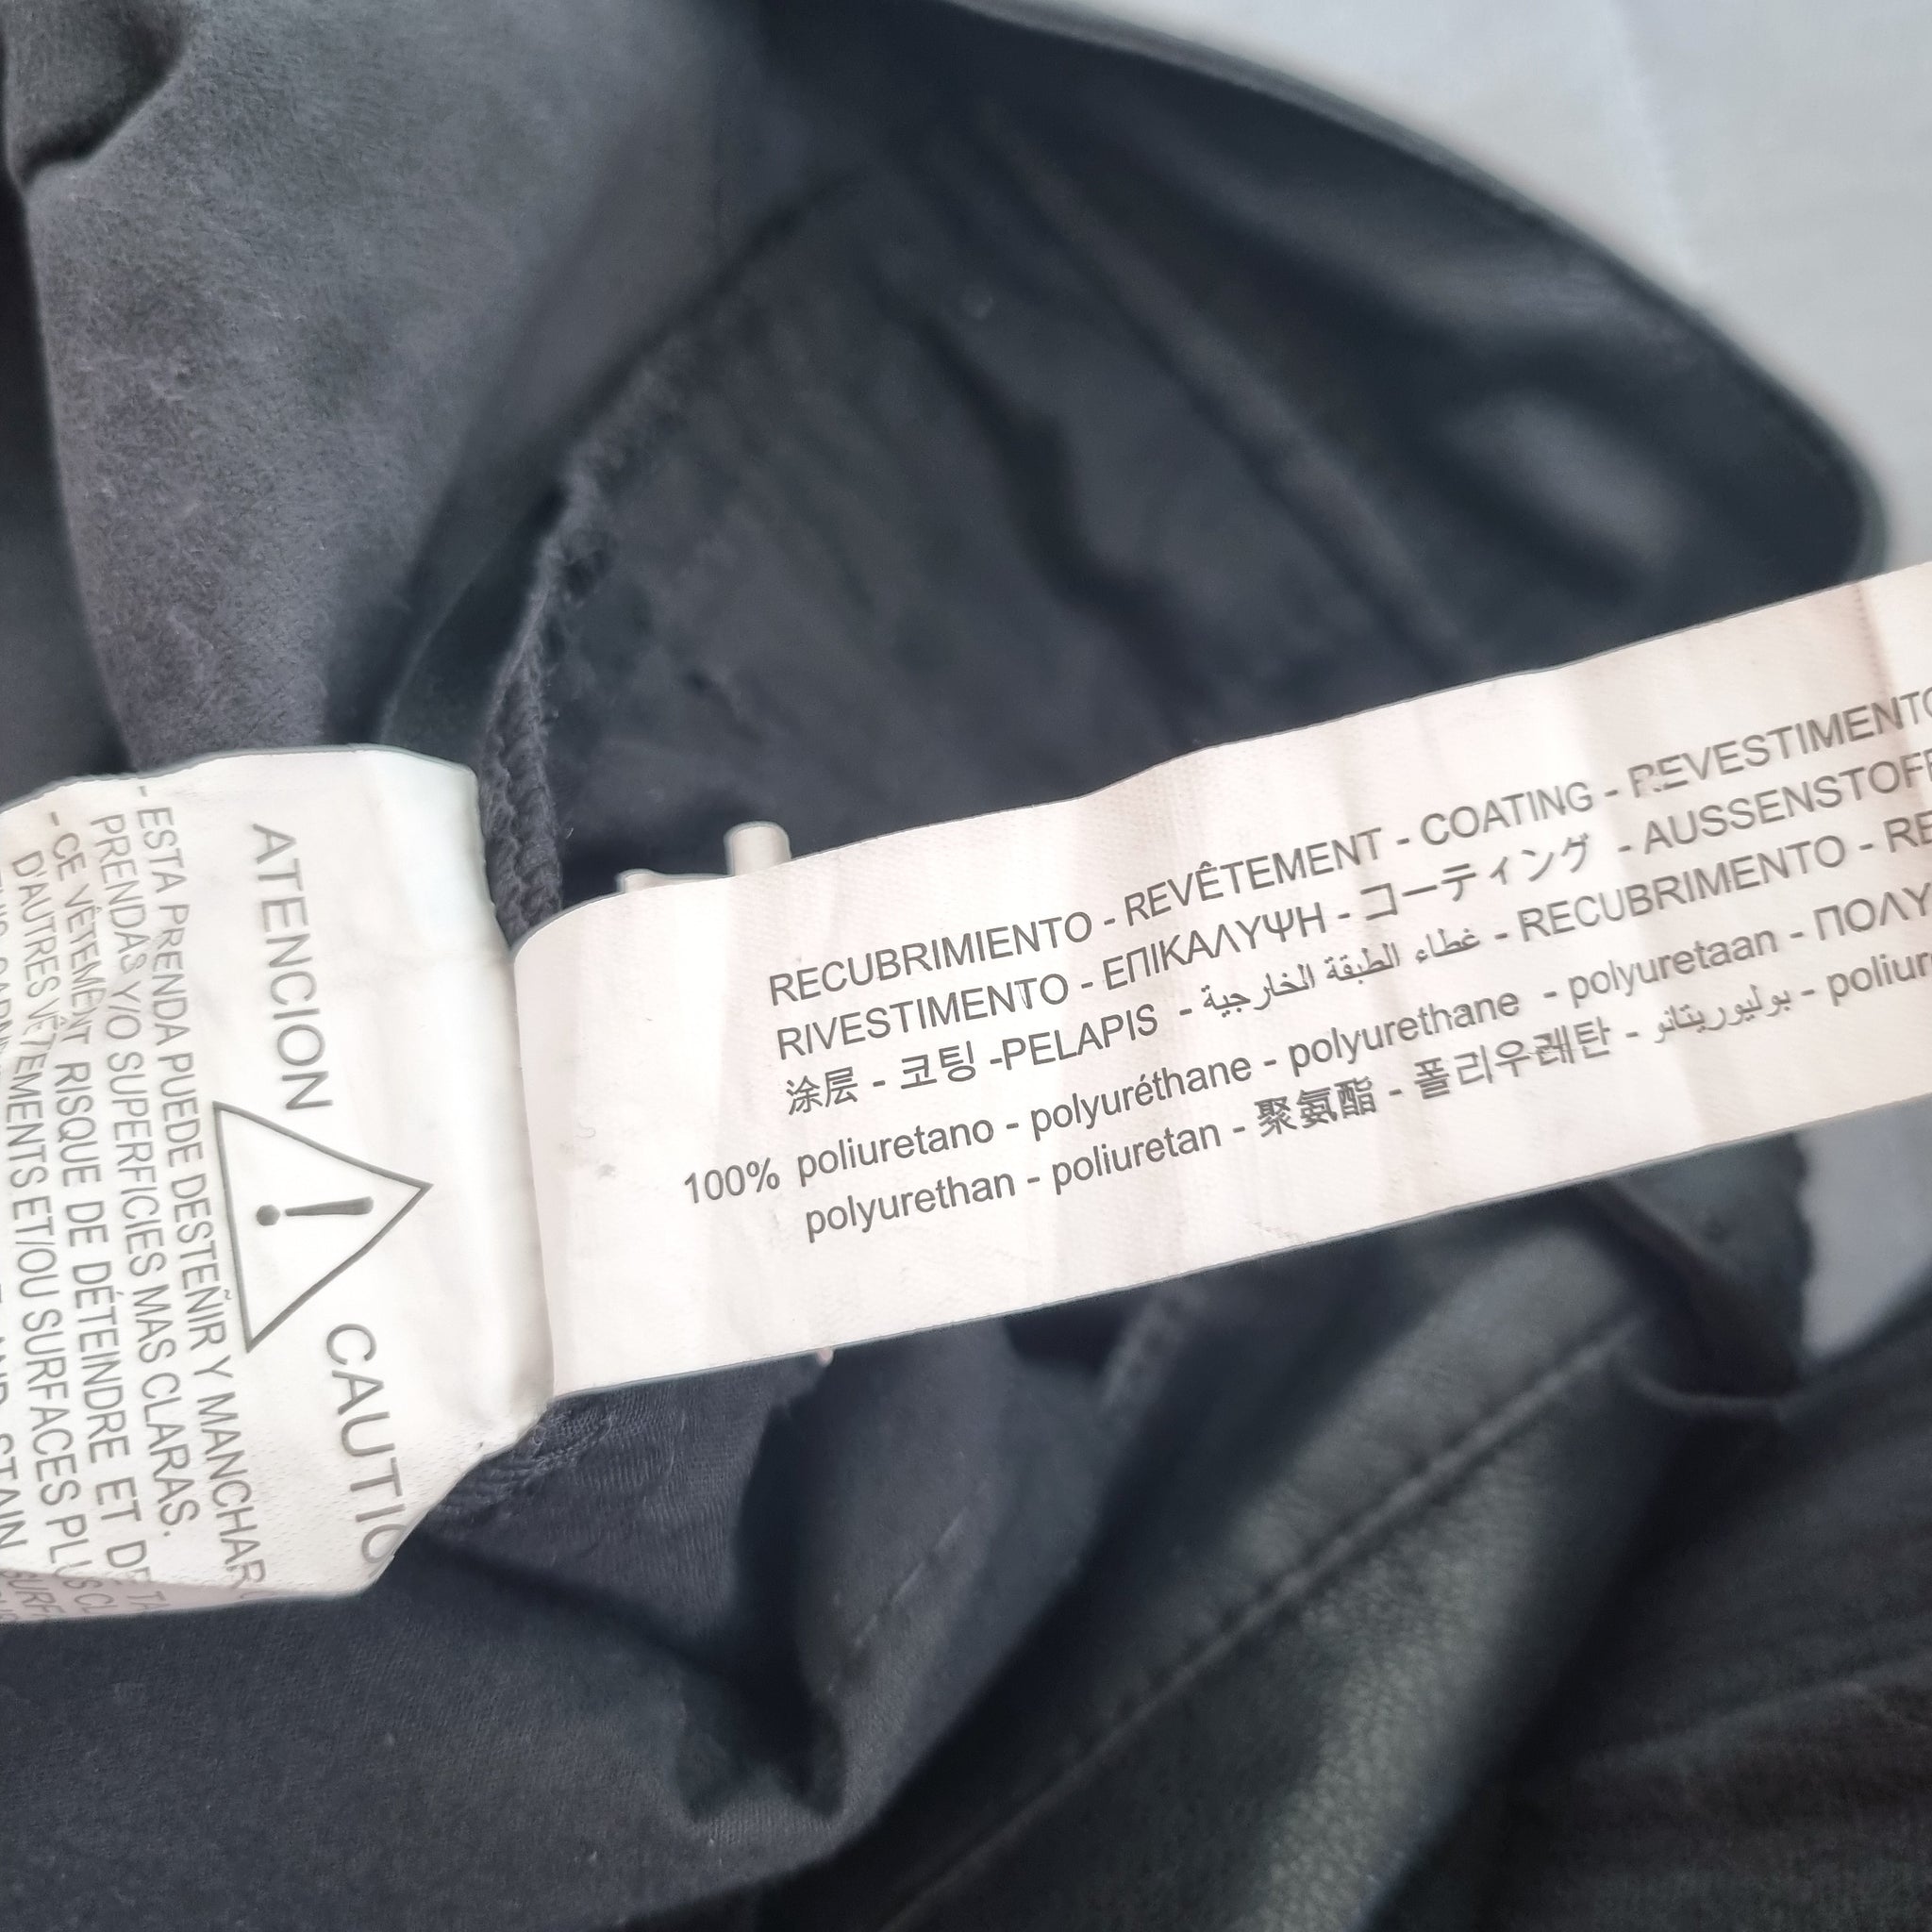 RECUBRIMIENTO - REVÊTEMENT - COATING - REVESTIMENTO
RIVESTIMENTO - ΕΠΙΚΑΛΥΨΗ - コーティング - AUSSENSTOFF
涂层 - 코팅 -PELAPIS - غطاء الطبقة الخارجية - RECUBRIMENTO -
100% poliuretano - polyuréthane - polyurethane - polyuretaan -
polyurethan - poliuretan - 聚氨酯 - 폴리우레탄 - بوليوريتانو -
ATENCION
- ESTA PRENDA PUEDE DESTEÑIR Y MANCHAR
PRENDAS Y/O SUPERFICIES MAS CLARAS.
- CE VÊTEMENT RISQUE DE DÉTEINDRE ET DE
D'AUTRES VÊTEMENTS ET/OU SURFACES PLUS